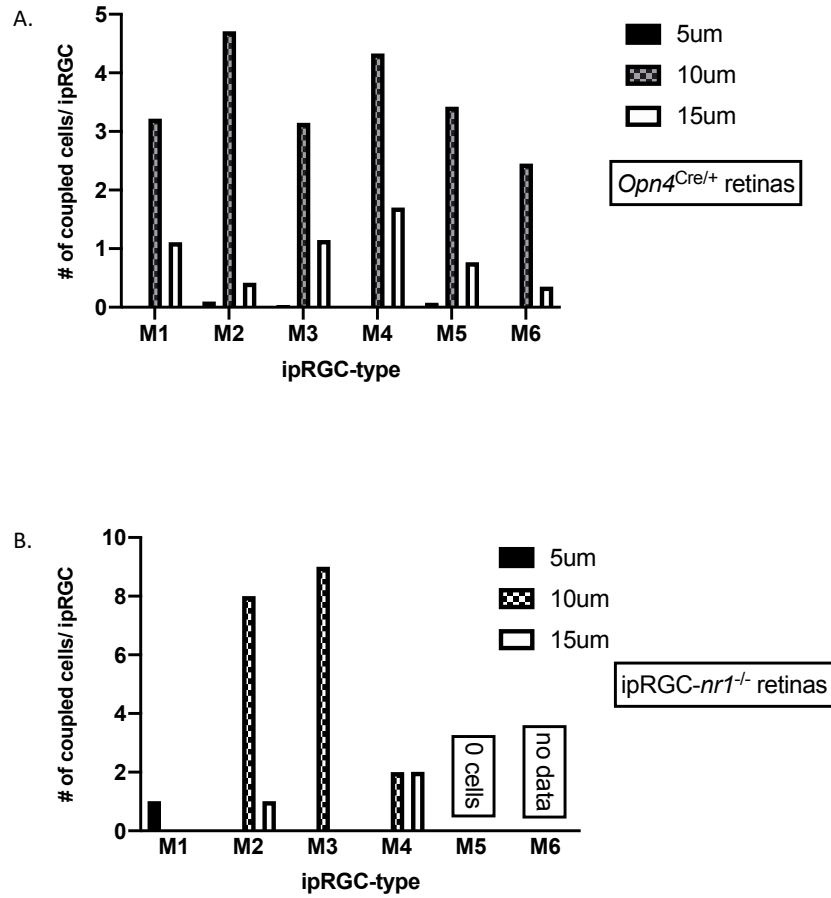 A.
# of coupled cells/ ipRGC
5
4
3
2
1
0
M1 M2 M3 M4 M5 M6
ipRGC-type
5um
10um
15um
Opn4Cre/+ retinas
B.
# of coupled cells/ ipRGC
10
8
6
4
2
0
0 cells
no data
M1 M2 M3 M4 M5 M6
ipRGC-type
5um
10um
15um
ipRGC-nr1-/- retinas